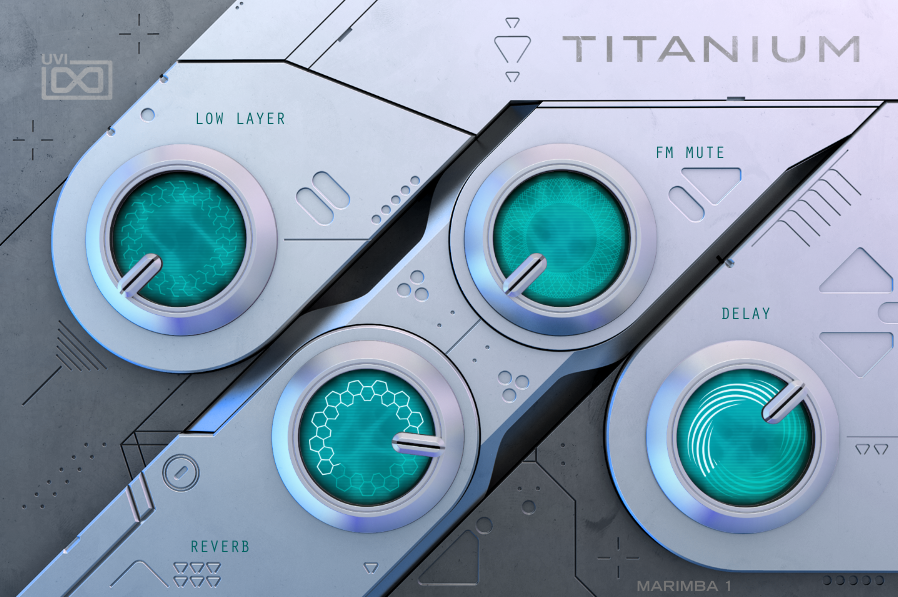 TITANIUM
UVI
LOW LAYER
FM MUTE
DELAY
REVERB
MARIMBA 1